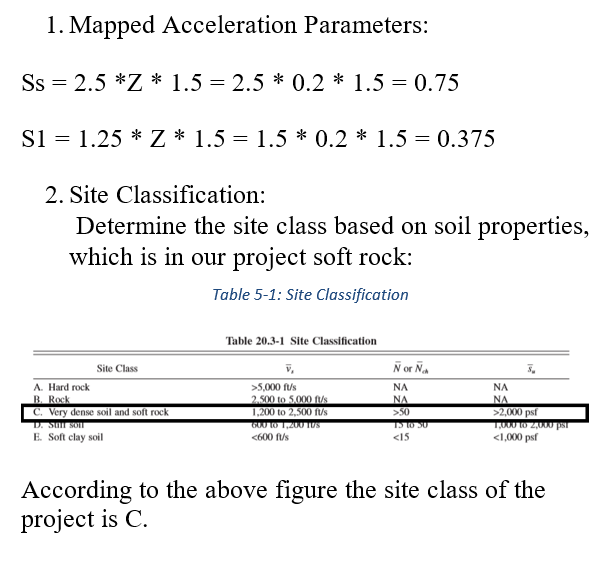 1. Mapped Acceleration Parameters:
Ss = 2.5 *Z * 1.5 = 2.5 * 0.2 * 1.5 = 0.75
S1 = 1.25 * Z * 1.5 = 1.5 * 0.2 * 1.5 = 0.375
2. Site Classification:
Determine the site class based on soil properties,
which is in our project soft rock:
Table 5-1: Site Classification
Table 20.3-1 Site Classification
Site Class v̄s N̄ or N̄ch s̄u
A. Hard rock >5,000 ft/s NA NA
B. Rock 2,500 to 5,000 ft/s NA NA
C. Very dense soil and soft rock 1,200 to 2,500 ft/s >50 >2,000 psf
D. Stiff soil 600 to 1,200 ft/s 15 to 50 1,000 to 2,000 psf
E. Soft clay soil <600 ft/s <15 <1,000 psf
According to the above figure the site class of the
project is C.